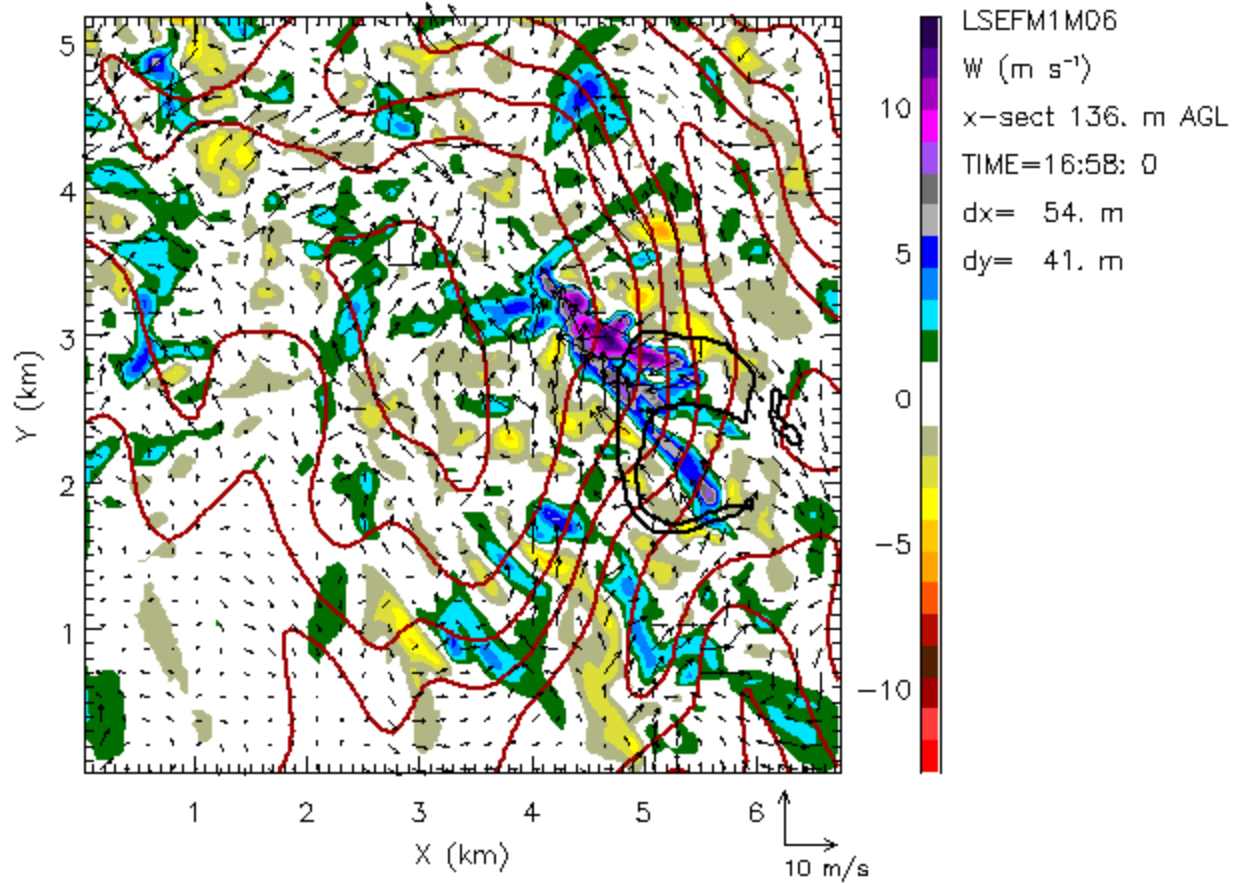 LSEFM1M06
W (m s⁻¹)
x-sect 136. m AGL
TIME=16:58: 0
dx= 54. m
dy= 41. m
10
5
0
−5
−10
5
4
3
2
1
Y (km)
1 2 3 4 5 6
X (km)
10 m/s